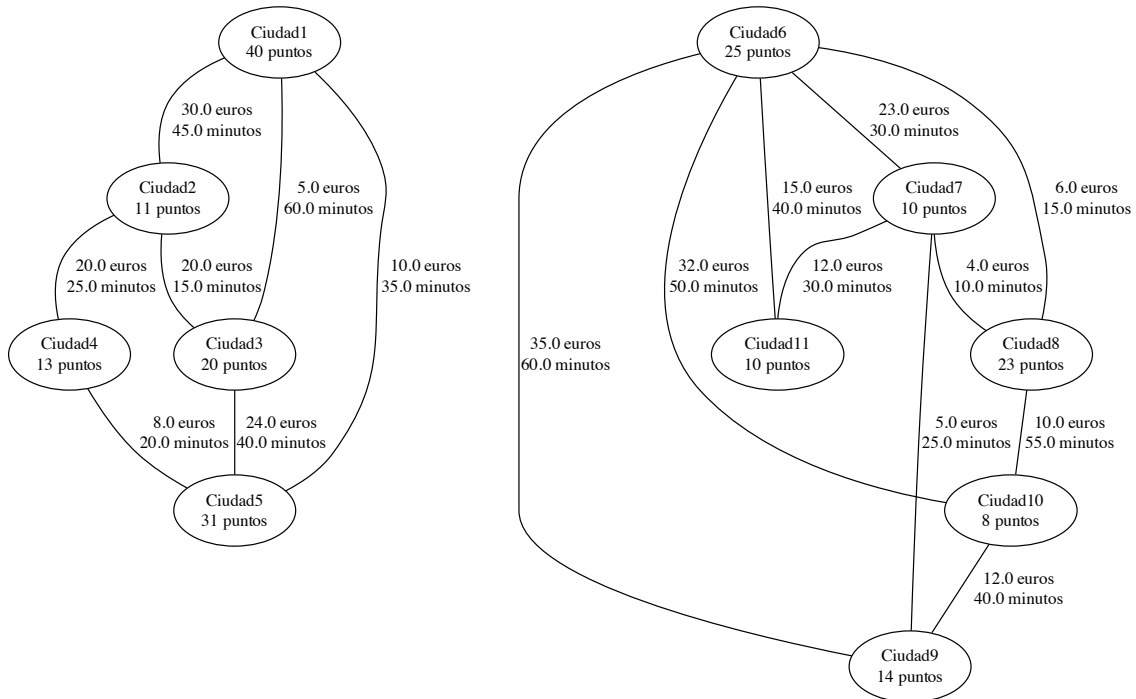 Ciudad1
40 puntos
30.0 euros
45.0 minutos
Ciudad2
11 puntos
5.0 euros
60.0 minutos
20.0 euros
25.0 minutos
20.0 euros
15.0 minutos
10.0 euros
35.0 minutos
Ciudad4
13 puntos
Ciudad3
20 puntos
8.0 euros
20.0 minutos
24.0 euros
40.0 minutos
Ciudad5
31 puntos
Ciudad6
25 puntos
23.0 euros
30.0 minutos
15.0 euros
40.0 minutos
Ciudad7
10 puntos
6.0 euros
15.0 minutos
32.0 euros
50.0 minutos
12.0 euros
30.0 minutos
4.0 euros
10.0 minutos
35.0 euros
60.0 minutos
Ciudad11
10 puntos
Ciudad8
23 puntos
5.0 euros
25.0 minutos
10.0 euros
55.0 minutos
Ciudad10
8 puntos
12.0 euros
40.0 minutos
Ciudad9
14 puntos